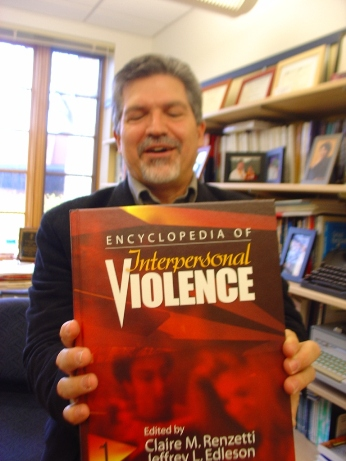 ENCYCLOPEDIA OF
Interpersonal
VIOLENCE
Edited by
Claire M. Renzetti
Jeffrey L. Edleson
1